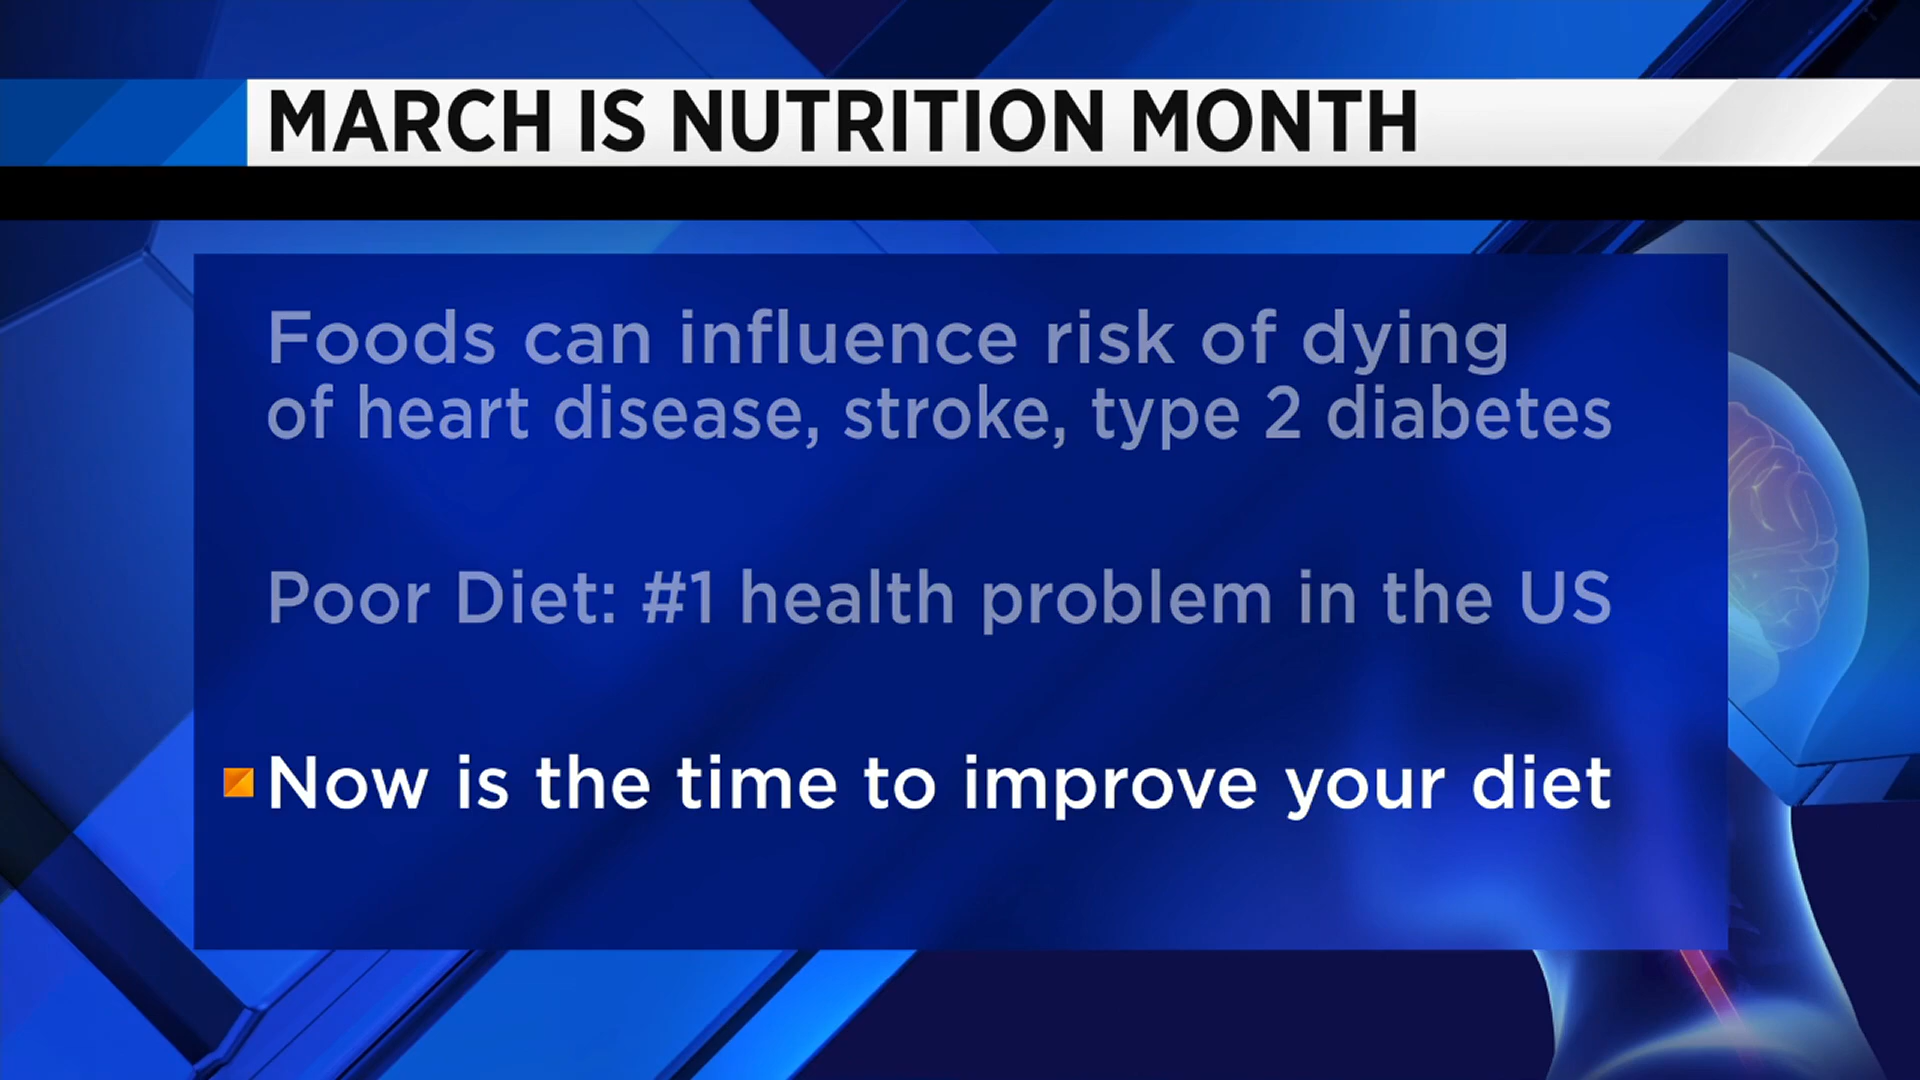 MARCH IS NUTRITION MONTH
Foods can influence risk of dying
of heart disease, stroke, type 2 diabetes
Poor Diet: #1 health problem in the US
Now is the time to improve your diet